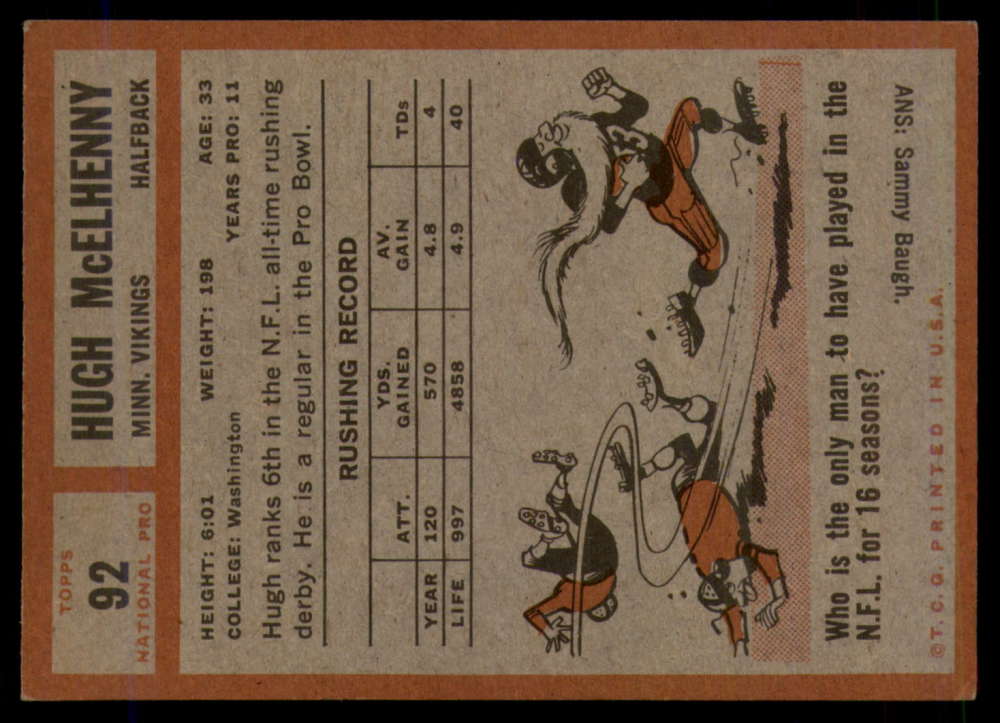 TOPPS
92
NATIONAL PRO
HUGH McELHENNY
MINN. VIKINGS HALFBACK
HEIGHT: 6:01 WEIGHT: 198 AGE: 33
COLLEGE: Washington YEARS PRO: 11
Hugh ranks 6th in the N.F.L. all-time rushing
derby. He is a regular in the Pro Bowl.
RUSHING RECORD
ATT. YDS. GAINED AV. GAIN TDs
YEAR 120 570 4.8 4
LIFE 997 4858 4.9 40
33
Who is the only man to have played in the
N.F.L. for 16 seasons?
ANS: Sammy Baugh.
© T. C. G. PRINTED IN U.S.A.